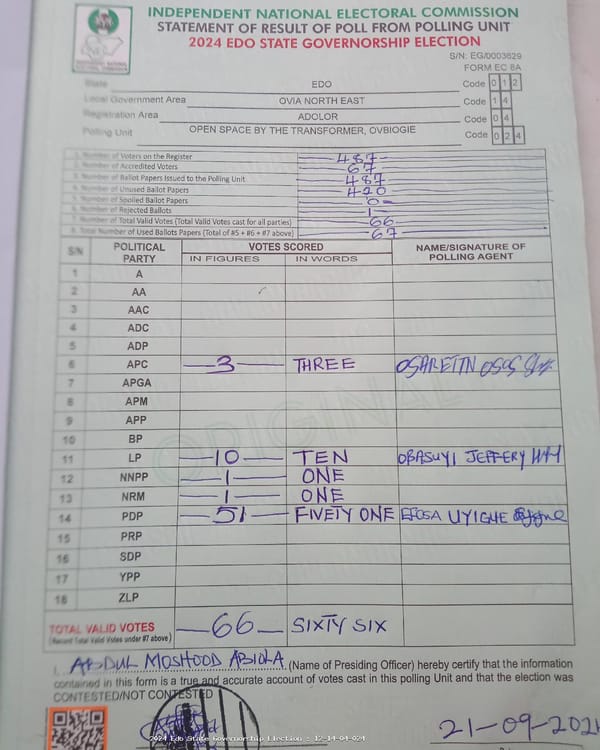 INDEPENDENT NATIONAL ELECTORAL COMMISSION
STATEMENT OF RESULT OF POLL FROM POLLING UNIT
2024 EDO STATE GOVERNORSHIP ELECTION
S/N: EG/0003629
FORM EC 8A
State EDO Code 0 1 2
Local Government Area OVIA NORTH EAST Code 1 4
Registration Area ADOLOR Code 0 4
Polling Unit OPEN SPACE BY THE TRANSFORMER, OVBIOGIE Code 0 2 4
1. Number of Voters on the Register 487
2. Number of Accredited Voters 67
3. Number of Ballot Papers Issued to the Polling Unit 487
4. Number of Unused Ballot Papers 420
5. Number of Spoiled Ballot Papers 0
6. Number of Rejected Ballots 1
7. Number of Total Valid Votes (Total Valid Votes cast for all parties) 66
8. Total Number of Used Ballots Papers (Total of #5 + #6 + #7 above) 67
S/N POLITICAL PARTY VOTES SCORED NAME/SIGNATURE OF POLLING AGENT
IN FIGURES IN WORDS
1 A
2 AA
3 AAC
4 ADC
5 ADP
6 APC 3 THREE
7 APGA
8 APM
9 APP
10 BP
11 LP 10 TEN OBASUYI JEFFERY
12 NNPP 1 ONE
13 NRM 1 ONE
14 PDP 51 FIVETY ONE EFOSA UYIGHE
15 PRP
16 SDP
17 YPP
18 ZLP
ORIGINAL
TOTAL VALID VOTES 66 SIXTY SIX
(Record Total Valid Votes under #7 above)
I, ABDUL MOSHOOD ABIOLA (Name of Presiding Officer) hereby certify that the information
contained in this form is a true and accurate account of votes cast in this polling Unit and that the election was
CONTESTED/NOT CONTESTED
2024 Edo State Governorship Election : 12-14-04-024
21-09-202